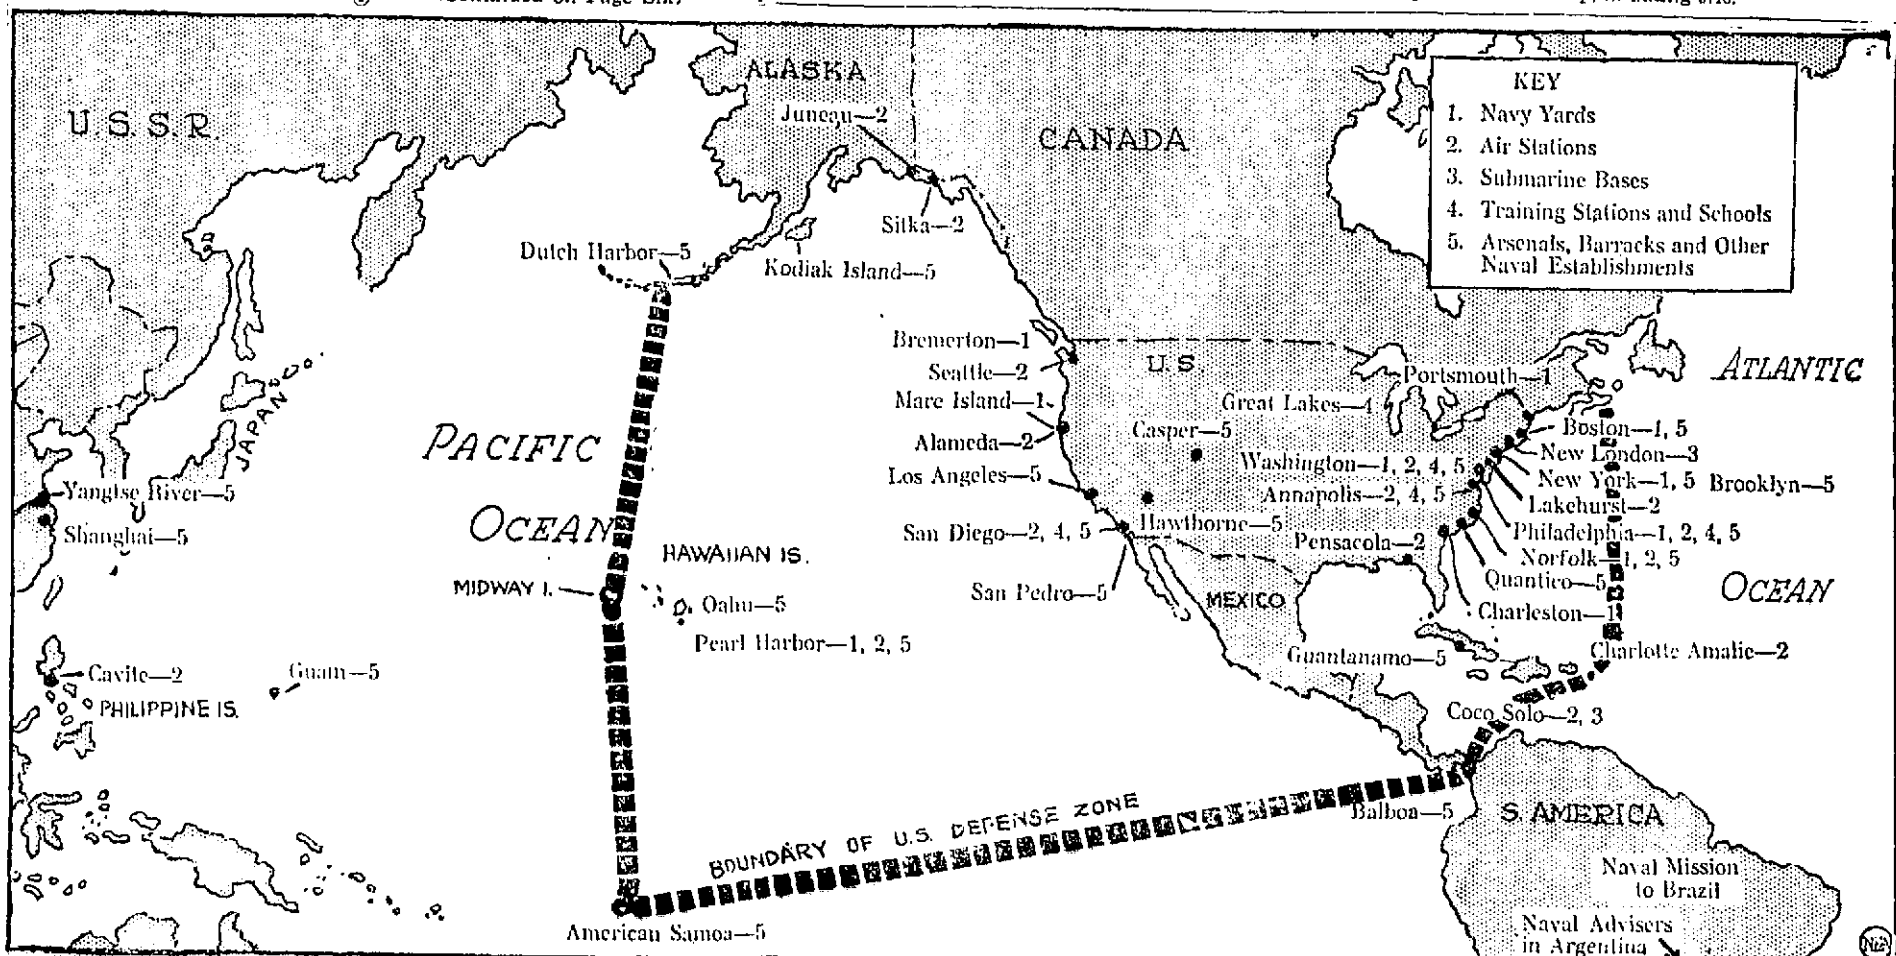 Continued on Page Six.
U.S.S.R.
ALASKA
Juneau—2
CANADA
KEY
1. Navy Yards
2. Air Stations
3. Submarine Bases
4. Training Stations and Schools
5. Arsenals, Barracks and Other
Naval Establishments
Sitka—2
Dutch Harbor—5
Kodiak Island—5
Bremerton—1
Seattle—2
Mare Island—1
Alameda—2
Los Angeles—5
San Diego—2, 4, 5
San Pedro—5
U.S
Casper—5
Hawthorne—5
Great Lakes—4
Portsmouth—1
Washington—1, 2, 4, 5
Annapolis—2, 4, 5
Pensacola—2
ATLANTIC
Boston—1, 5
New London—3
New York—1, 5 Brooklyn—5
Lakehurst—2
Philadelphia—1, 2, 4, 5
Norfolk—1, 2, 5
Quantico—5
Charleston—1
OCEAN
JAPAN
PACIFIC
OCEAN
Yangtse River—5
Shanghai—5
HAWAIIAN IS.
MIDWAY I.
Oahu—5
Pearl Harbor—1, 2, 5
MEXICO
Guantanamo—5
Charlotte Amalie—2
Cavite—2
Guam—5
PHILIPPINE IS.
Coco Solo—2, 3
Balboa—5
S. AMERICA
BOUNDARY OF U.S. DEFENSE ZONE
American Samoa—5
Naval Mission
to Brazil
Naval Advisers
in Argentina
NEA